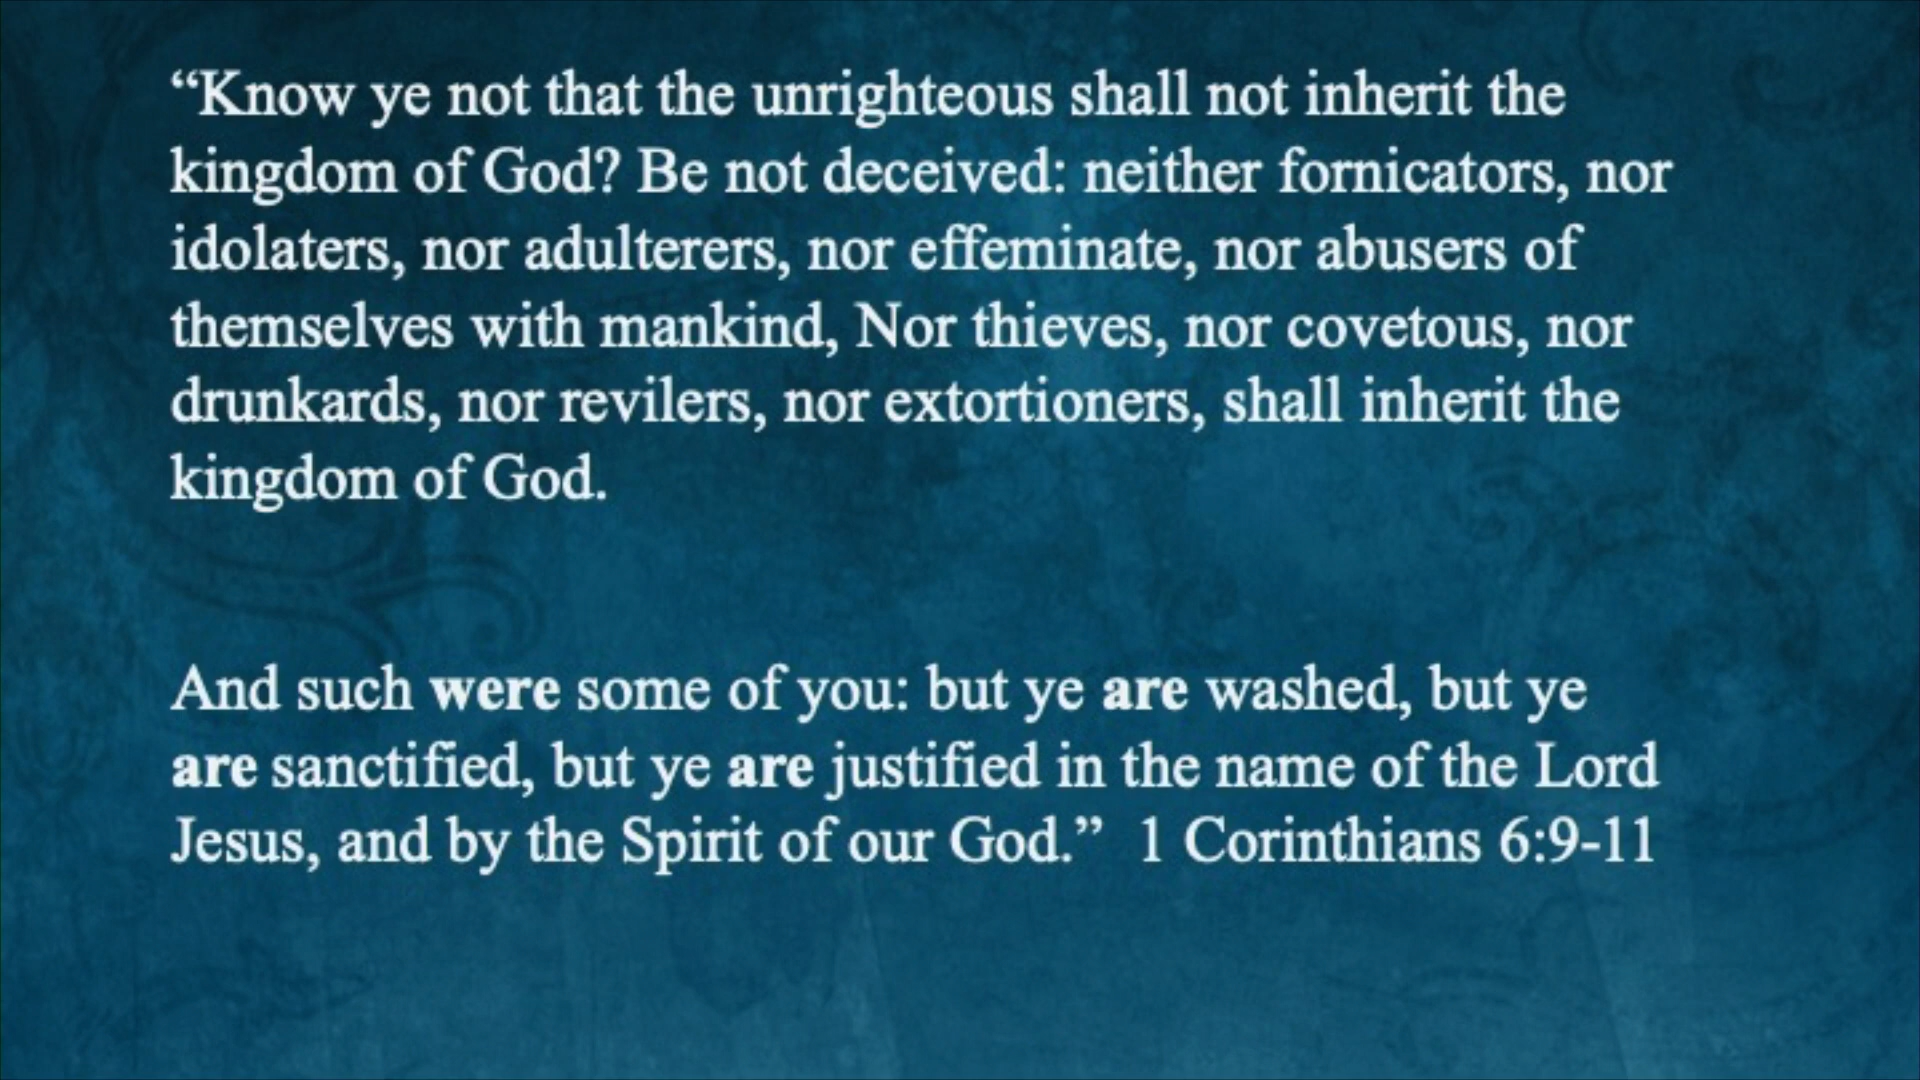 “Know ye not that the unrighteous shall not inherit the
kingdom of God? Be not deceived: neither fornicators, nor
idolaters, nor adulterers, nor effeminate, nor abusers of
themselves with mankind, Nor thieves, nor covetous, nor
drunkards, nor revilers, nor extortioners, shall inherit the
kingdom of God.
And such were some of you: but ye are washed, but ye
are sanctified, but ye are justified in the name of the Lord
Jesus, and by the Spirit of our God.” 1 Corinthians 6:9-11